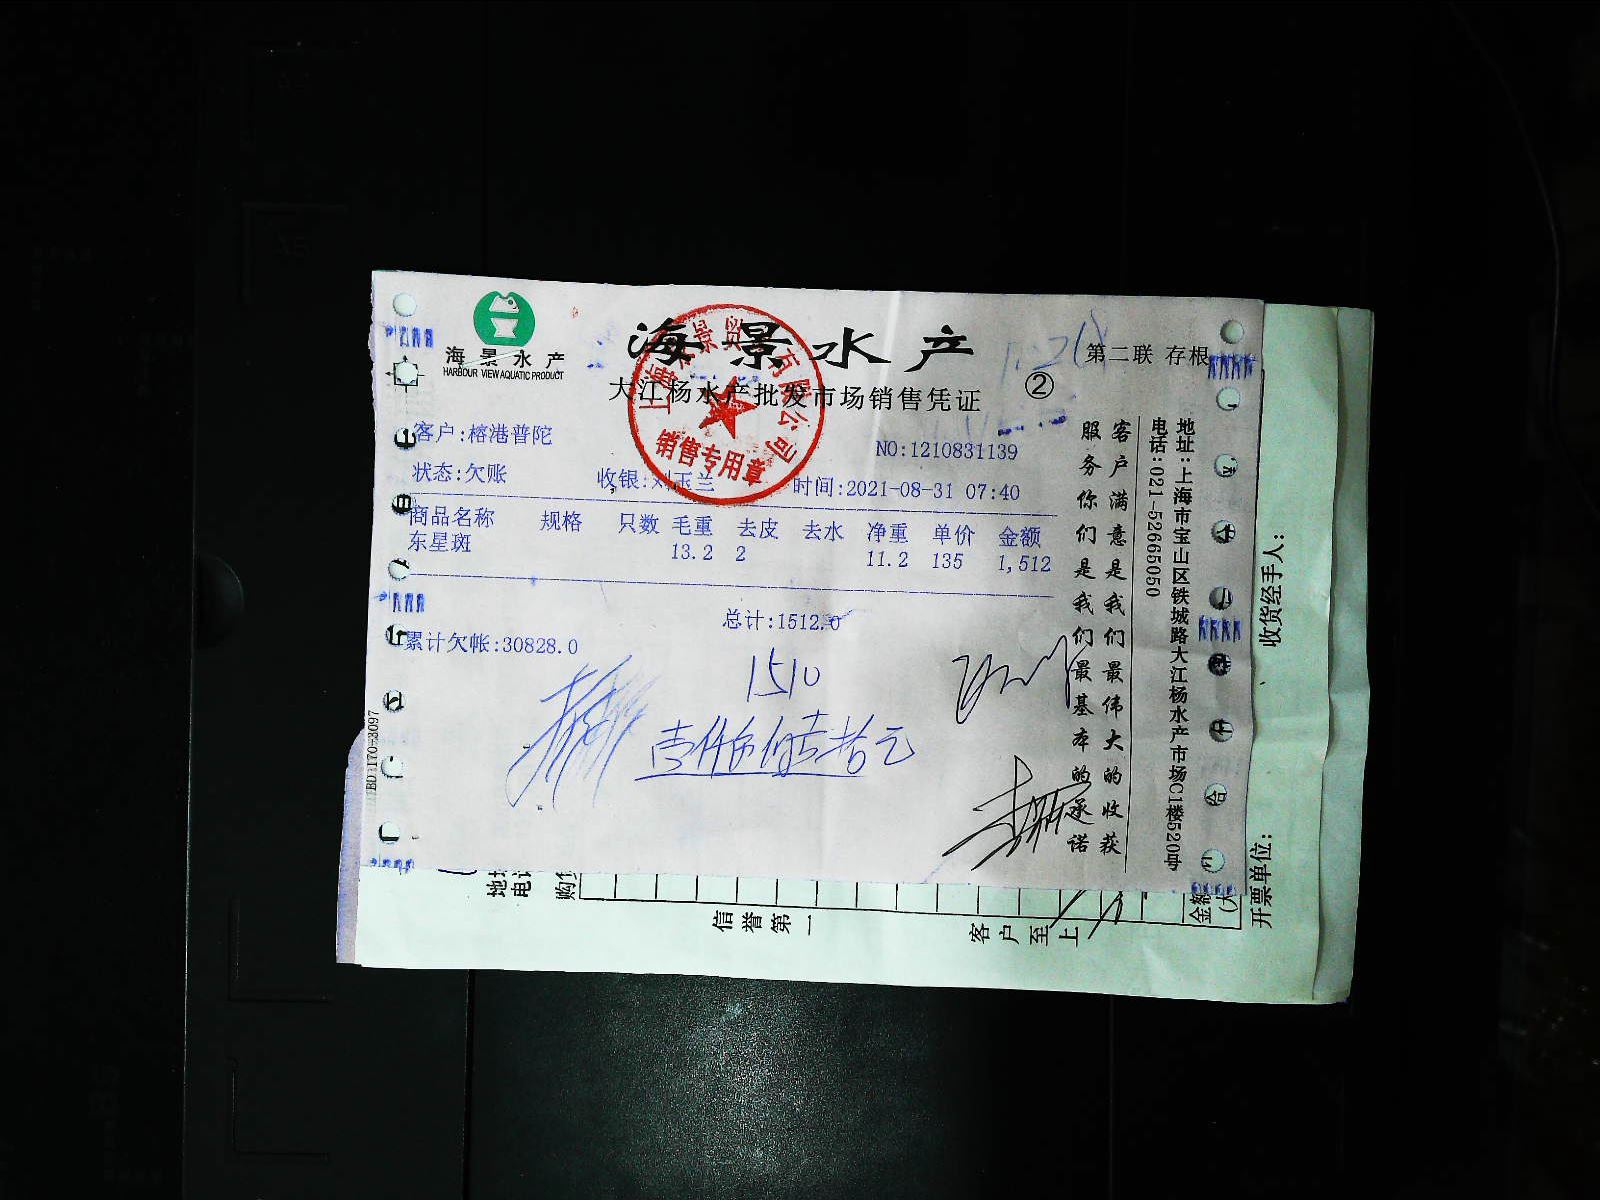 海景水产
HARBOUR VIEW AQUATIC PRODUCT
海景水产
大江杨水产批发市场销售凭证
②
第二联 存根
客户:榕港普陀
NO:1210831139
状态:欠账
收银:刘玉兰
时间:2021-08-31 07:40
销售专用章
商品名称 规格 只数 毛重 去皮 去水 净重 单价 金额
东星斑 13.2 2 11.2 135 1,512
总计:1512.0
累计欠帐:30828.0
1510
壹仟伍佰壹拾元
客户满意是我们最伟大的收获
服务你们是我们最基本的承诺
地址:上海市宝山区铁城路大江杨水产市场C1楼520中
电话:021-52665050
收货经手人:
开票单位:
信誉第一
客户至上